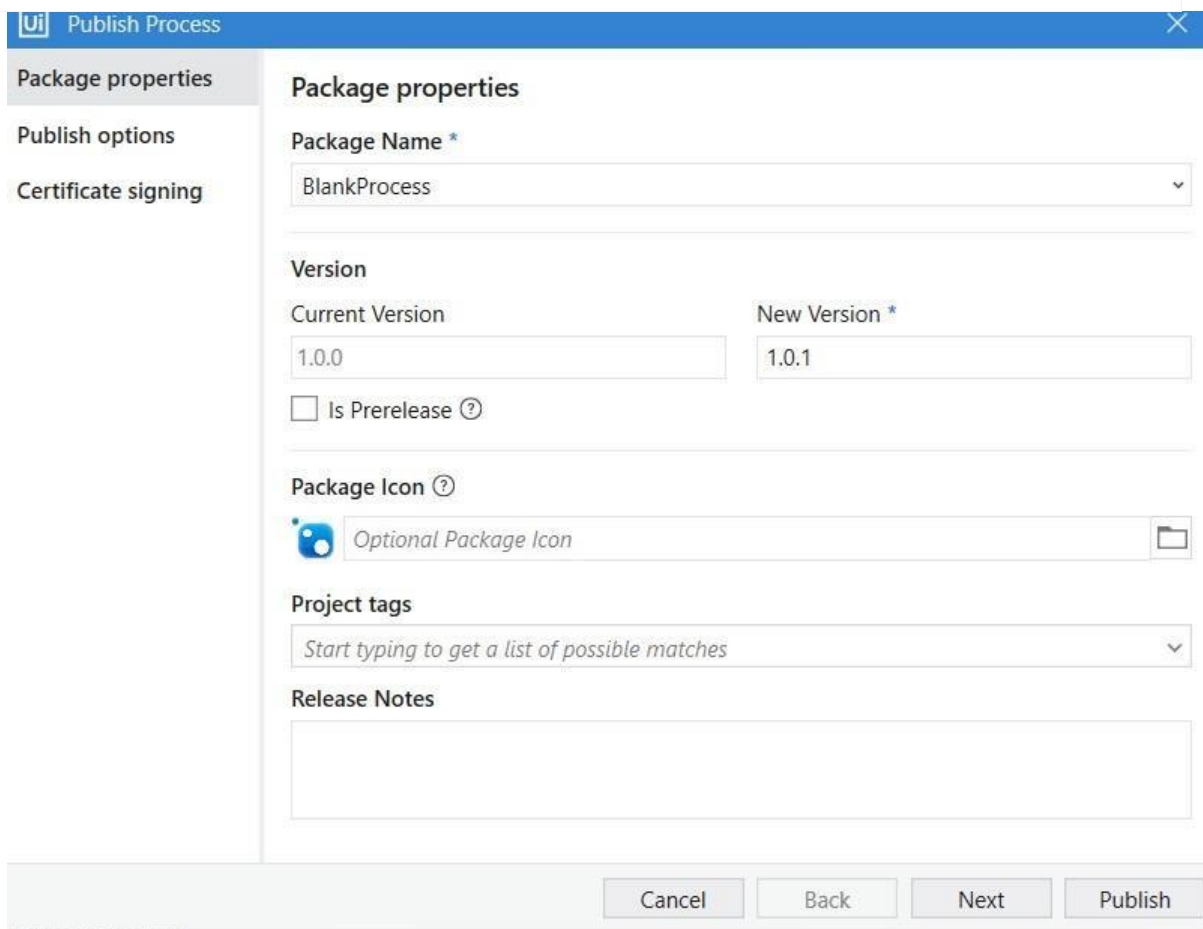 Ui Publish Process
Package properties
Publish options
Certificate signing
Package properties
Package Name *
BlankProcess
Version
Current Version
New Version *
1.0.0
1.0.1
Is Prerelease ?
Package Icon ?
Optional Package Icon
Project tags
Start typing to get a list of possible matches
Release Notes
Cancel
Back
Next
Publish